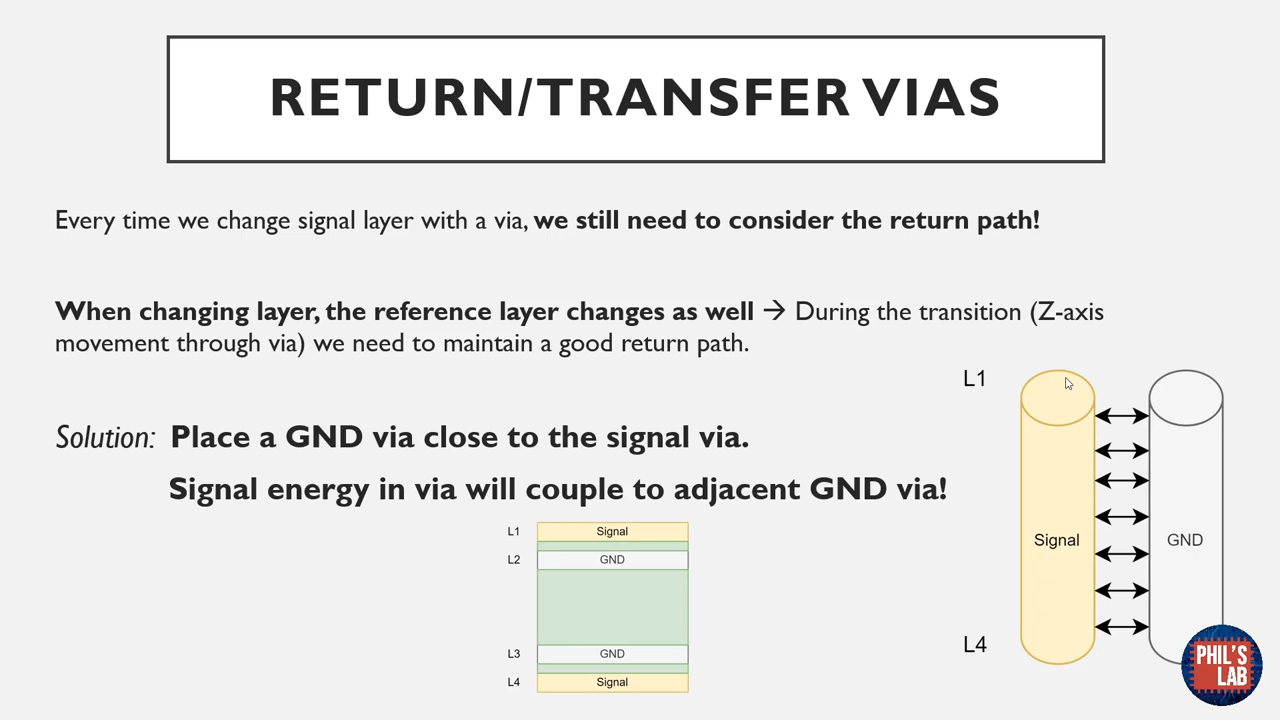 RETURN/TRANSFER VIAS
Every time we change signal layer with a via, we still need to consider the return path!
When changing layer, the reference layer changes as well → During the transition (Z-axis
movement through via) we need to maintain a good return path.
Solution: Place a GND via close to the signal via.
Signal energy in via will couple to adjacent GND via!
L1 Signal
L2 GND
L3 GND
L4 Signal
L1
Signal GND
L4
PHIL'S
LAB